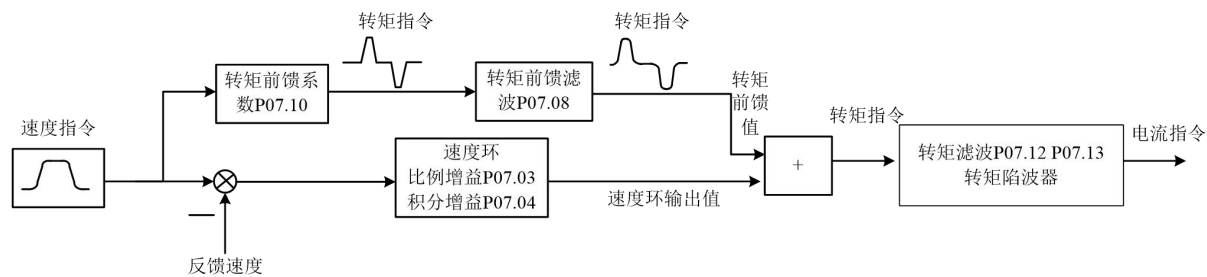 转矩指令
转矩指令
转矩前馈系
数P07.10
转矩前馈滤
波P07.08
转矩
前馈
值
速度指令
速度环
比例增益P07.03
积分增益P07.04
+
转矩指令
转矩滤波P07.12 P07.13
转矩陷波器
电流指令
速度环输出值
—
反馈速度